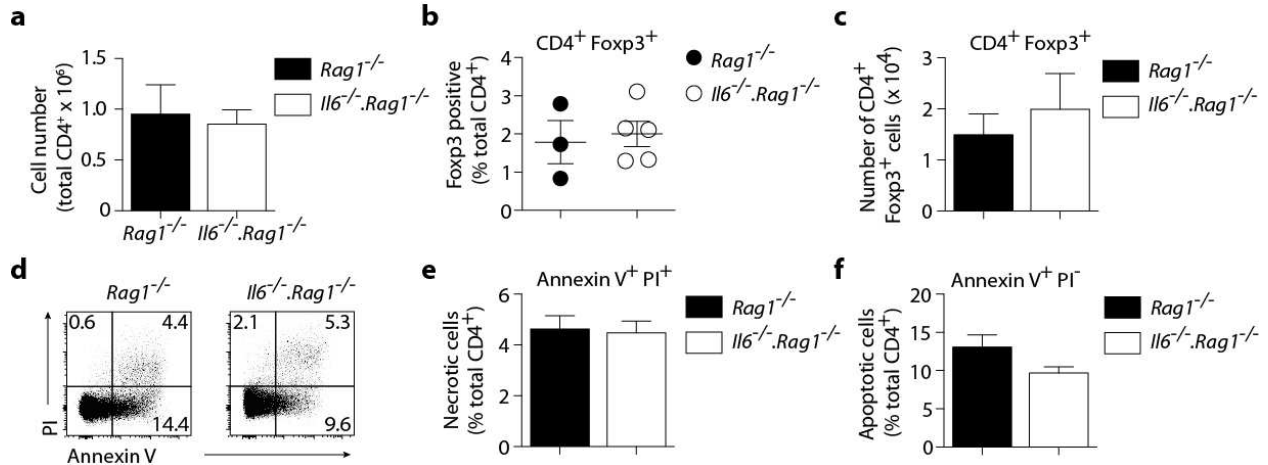 a
Cell number
(total CD4⁺ x 10⁶)
1.5
1.0
0.5
0
Rag1⁻/⁻
Il6⁻/⁻.Rag1⁻/⁻
Rag1⁻/⁻
Il6⁻/⁻.Rag1⁻/⁻
b
CD4⁺ Foxp3⁺
Foxp3 positive
(% total CD4⁺)
4
3
2
1
0
Rag1⁻/⁻
Il6⁻/⁻.Rag1⁻/⁻
c
CD4⁺ Foxp3⁺
Number of CD4⁺
Foxp3⁺ cells (x 10⁴)
3
2
1
0
Rag1⁻/⁻
Il6⁻/⁻.Rag1⁻/⁻
d
Rag1⁻/⁻
Il6⁻/⁻.Rag1⁻/⁻
0.6
4.4
14.4
2.1
5.3
9.6
PI
Annexin V
e
Annexin V⁺ PI⁺
Necrotic cells
(% total CD4⁺)
6
4
2
0
Rag1⁻/⁻
Il6⁻/⁻.Rag1⁻/⁻
f
Annexin V⁺ PI⁻
Apoptotic cells
(% total CD4⁺)
20
15
10
5
0
Rag1⁻/⁻
Il6⁻/⁻.Rag1⁻/⁻